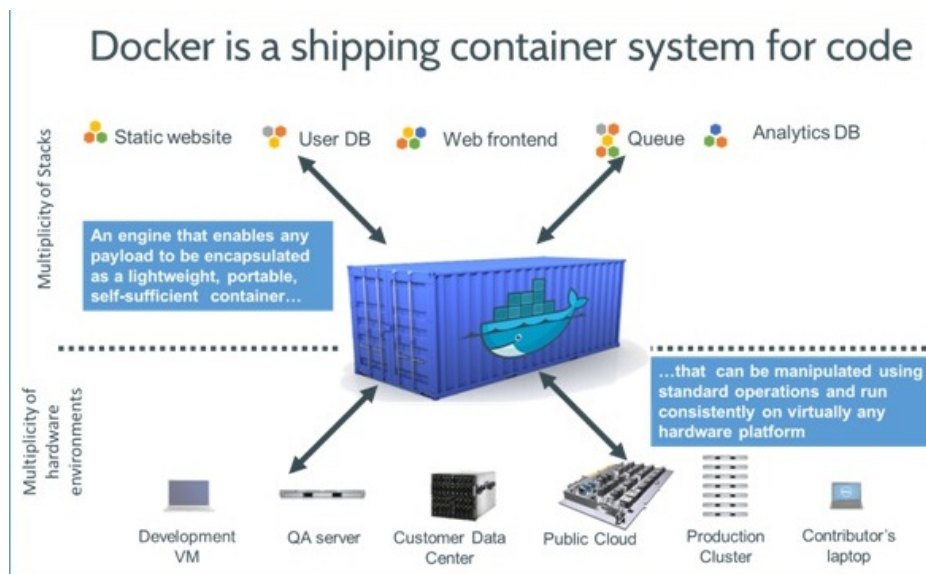 Docker is a shipping container system for code
Multiplicity of Stacks
Static website
User DB
Web frontend
Queue
Analytics DB
An engine that enables any
payload to be encapsulated
as a lightweight, portable,
self-sufficient container…
…that can be manipulated using
standard operations and run
consistently on virtually any
hardware platform
Multiplicity of
hardware
environments
Development
VM
QA server
Customer Data
Center
Public Cloud
Production
Cluster
Contributor's
laptop